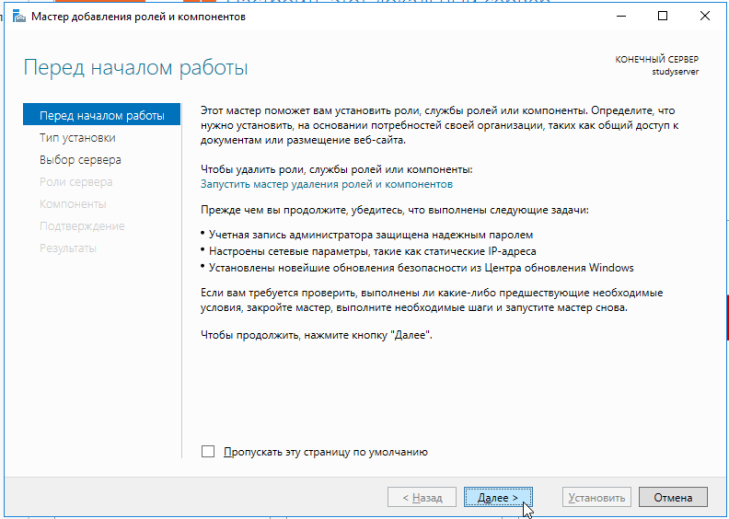 Настроить этот локальный сервер
Мастер добавления ролей и компонентов
Перед началом работы
КОНЕЧНЫЙ СЕРВЕР
studyserver
Перед началом работы
Тип установки
Выбор сервера
Роли сервера
Компоненты
Подтверждение
Результаты
Этот мастер поможет вам установить роли, службы ролей или компоненты. Определите, что
нужно установить, на основании потребностей своей организации, таких как общий доступ к
документам или размещение веб-сайта.
Чтобы удалить роли, службы ролей или компоненты:
Запустить мастер удаления ролей и компонентов
Прежде чем вы продолжите, убедитесь, что выполнены следующие задачи:
• Учетная запись администратора защищена надежным паролем
• Настроены сетевые параметры, такие как статические IP-адреса
• Установлены новейшие обновления безопасности из Центра обновления Windows
Если вам требуется проверить, выполнены ли какие-либо предшествующие необходимые
условия, закройте мастер, выполните необходимые шаги и запустите мастер снова.
Чтобы продолжить, нажмите кнопку "Далее".
Пропускать эту страницу по умолчанию
< Назад
Далее >
Установить
Отмена